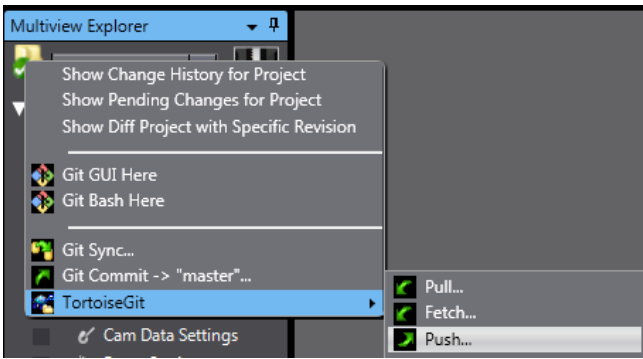 Multiview Explorer
Show Change History for Project
Show Pending Changes for Project
Show Diff Project with Specific Revision
Git GUI Here
Git Bash Here
Git Sync...
Git Commit -> "master"...
TortoiseGit
Pull...
Fetch...
Push...
Cam Data Settings